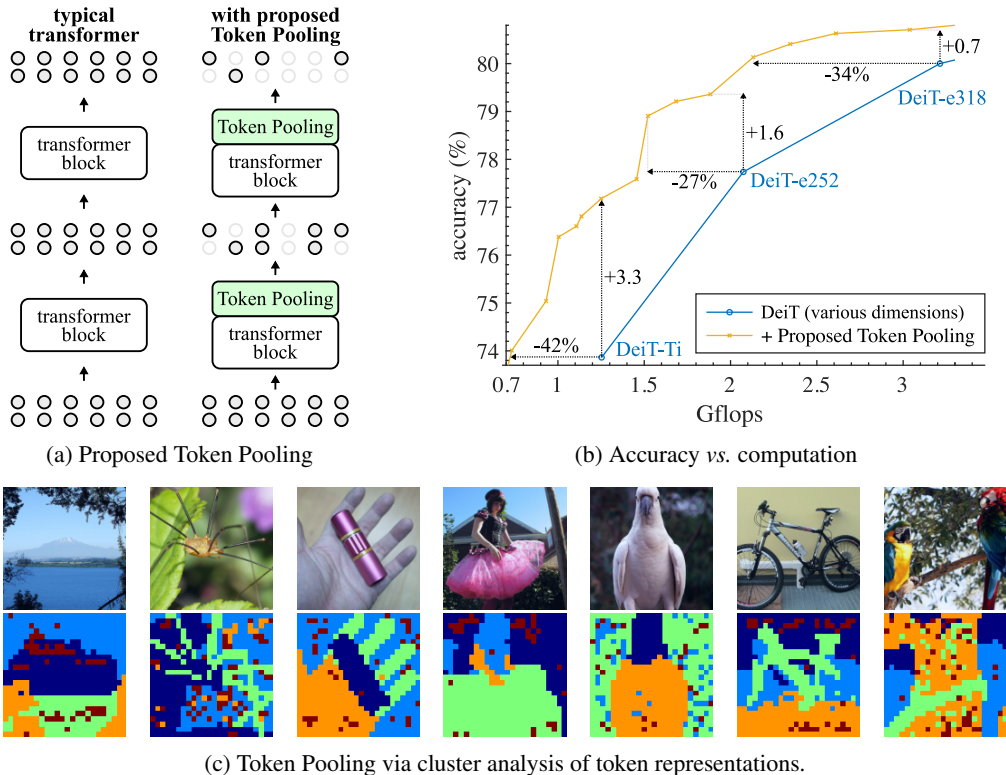 typical
transformer
with proposed
Token Pooling
Token Pooling
transformer
block
transformer
block
Token Pooling
transformer
block
transformer
block
(a) Proposed Token Pooling
accuracy (%)
80
79
78
77
76
75
74
0.7 1 1.5 2 2.5 3
Gflops
+0.7
-34%
DeiT-e318
+1.6
-27%
DeiT-e252
+3.3
-42%
DeiT-Ti
DeiT (various dimensions)
+ Proposed Token Pooling
(b) Accuracy vs. computation
(c) Token Pooling via cluster analysis of token representations.